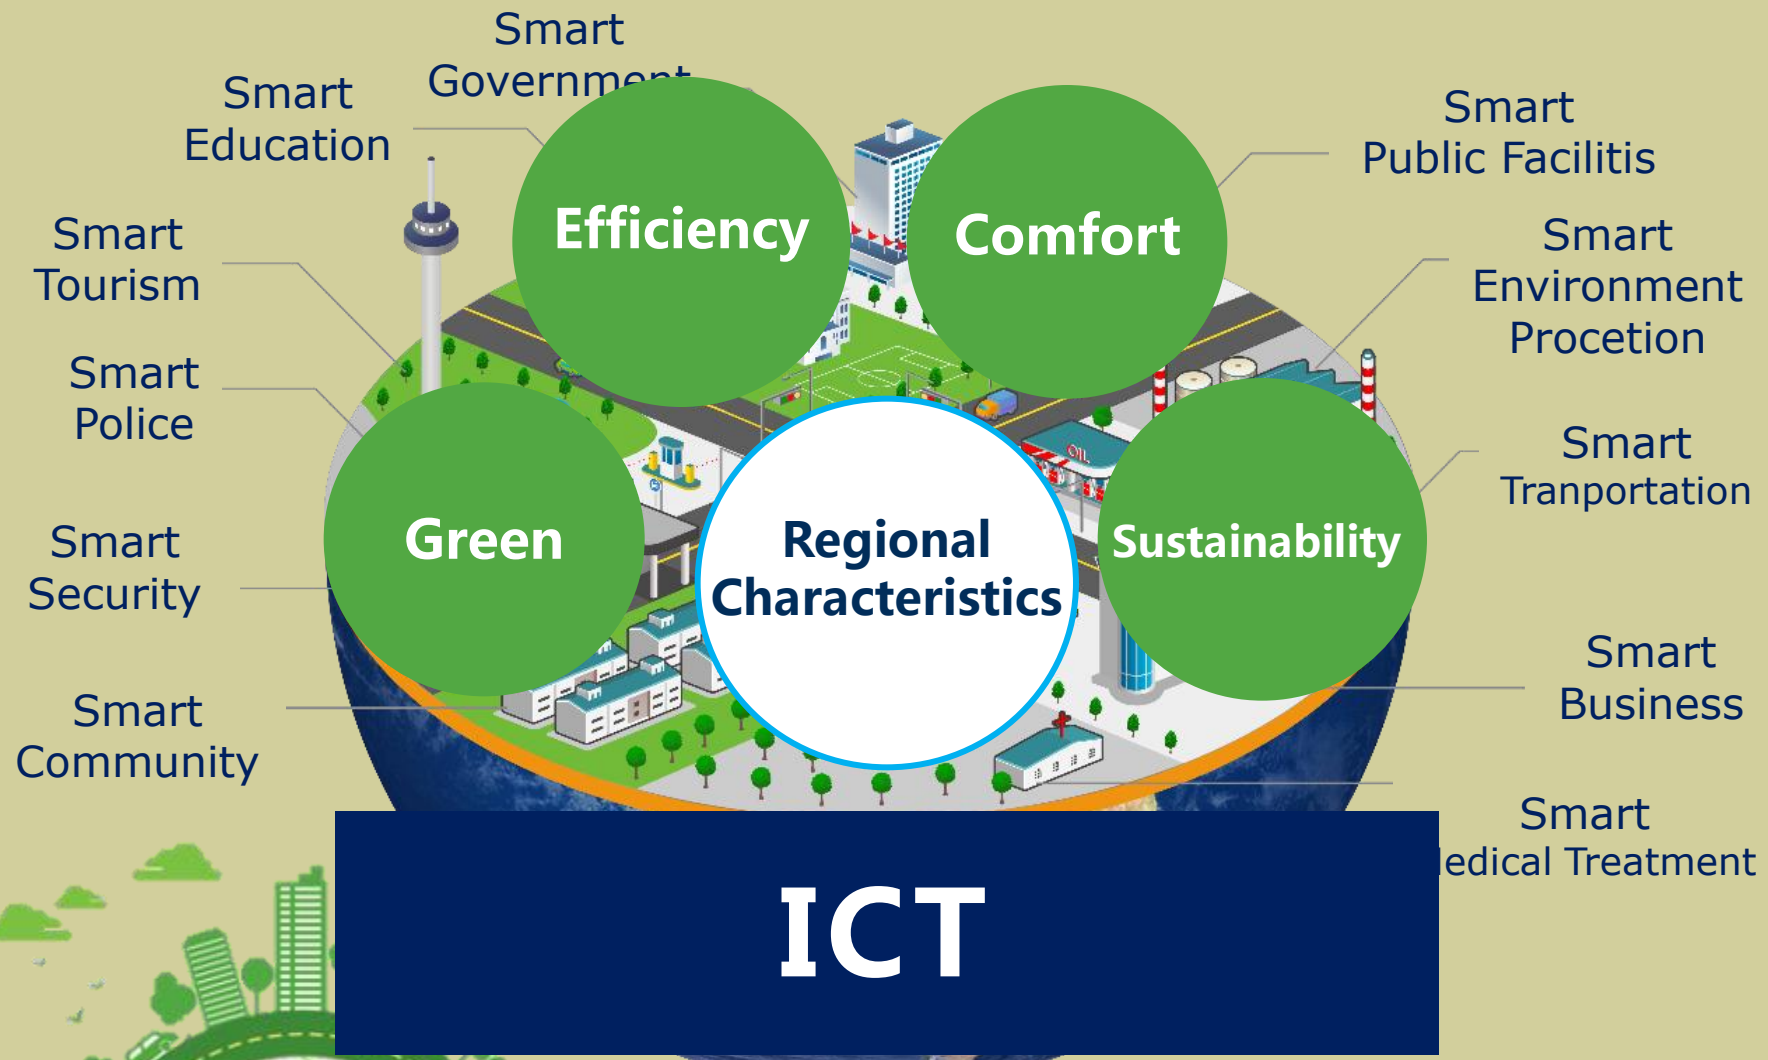 Smart
Government
Smart
Education
Smart
Public Facilitis
Smart
Tourism
Efficiency
Comfort
Smart
Environment
Procetion
Smart
Police
Smart
Tranportation
OIL
Green
Regional
Characteristics
Sustainability
Smart
Security
Smart
Business
Smart
Community
Smart
edical Treatment
ICT